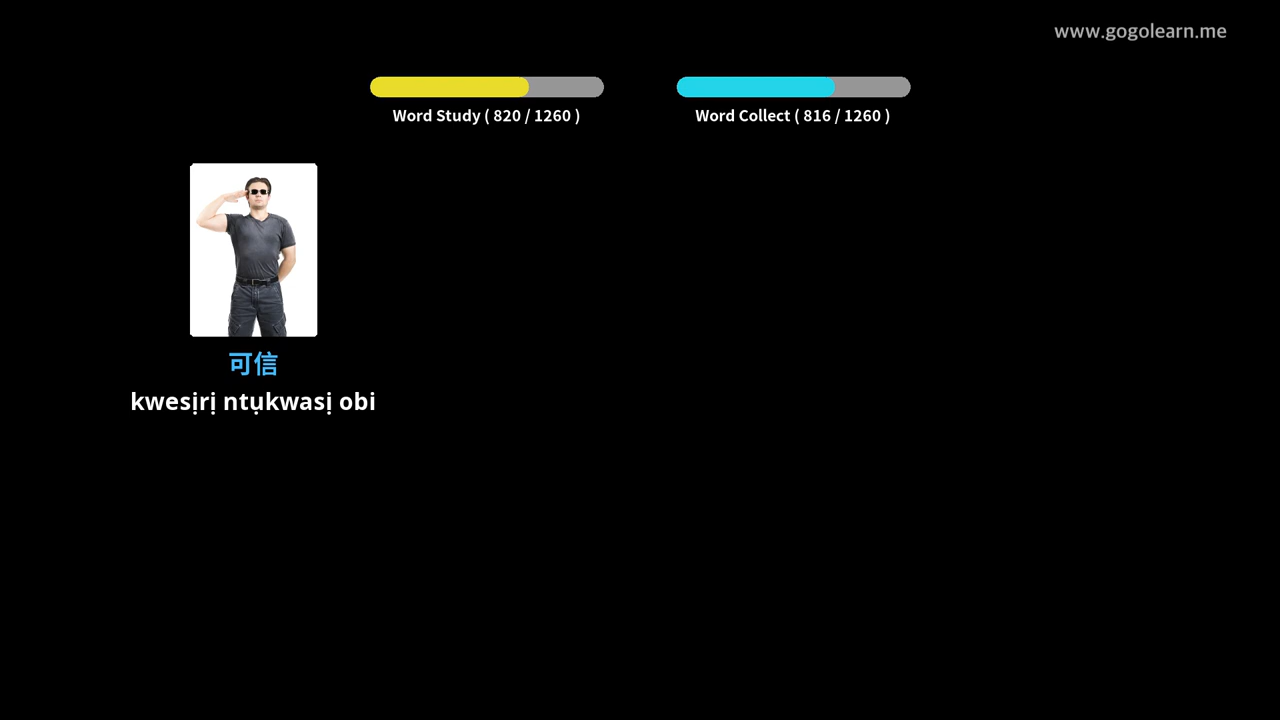 www.gogolearn.me
Word Study ( 820 / 1260 )
Word Collect ( 816 / 1260 )
可信
kwesịrị ntụkwasị obi